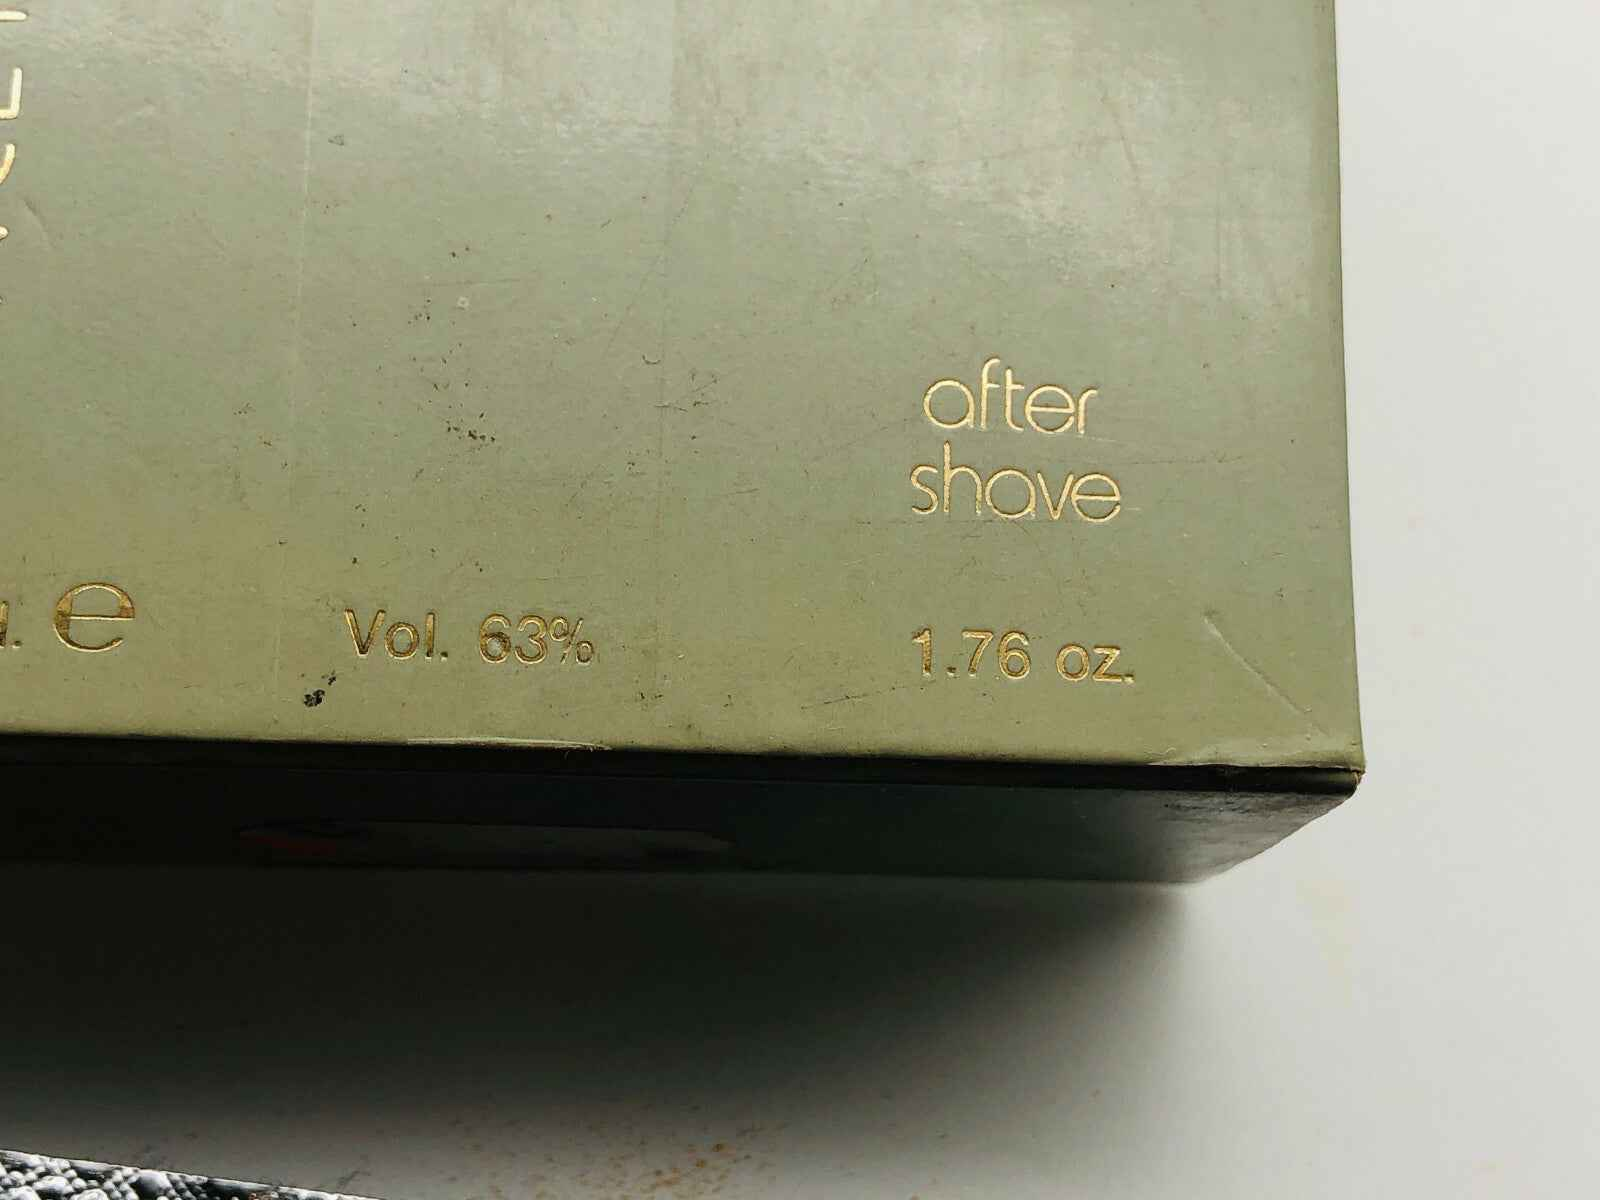 after
shave
e
Vol. 63%
1.76 oz.